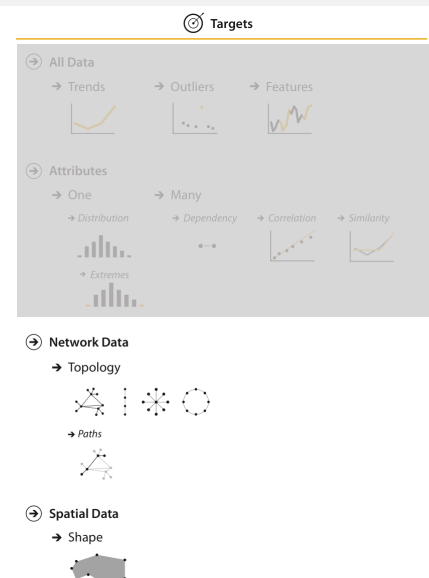 Targets
All Data
Trends Outliers Features
Attributes
One Many
Distribution Dependency Correlation Similarity
Extremes
Network Data
Topology
Paths
Spatial Data
Shape